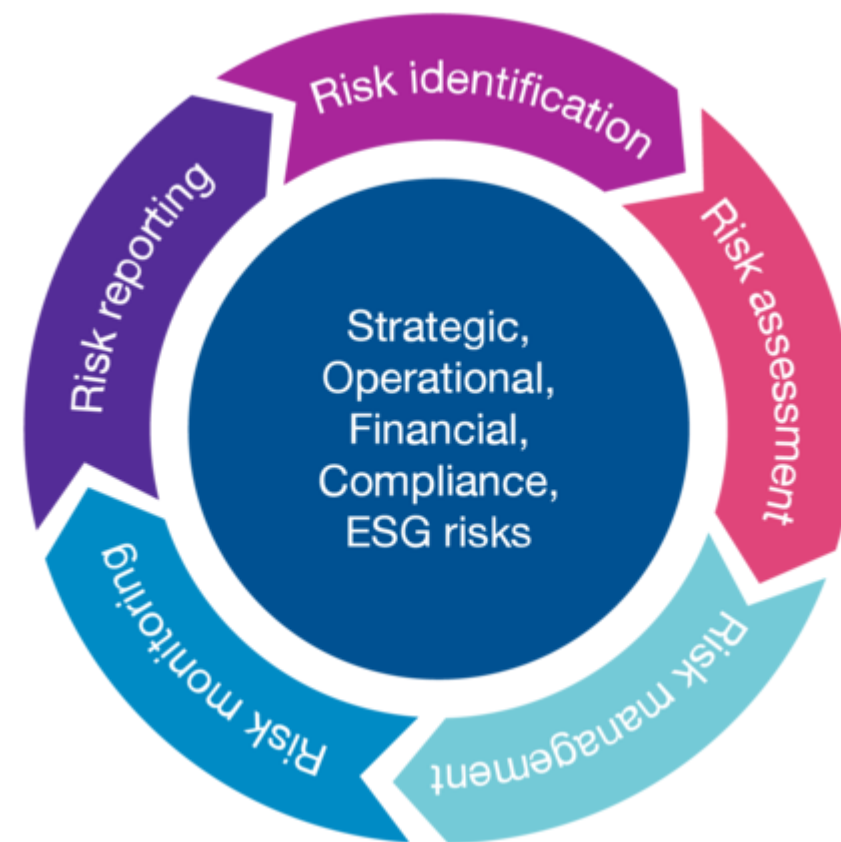 Risk identification
Risk assessment
Risk management
Risk monitoring
Risk reporting
Strategic,
Operational,
Financial,
Compliance,
ESG risks